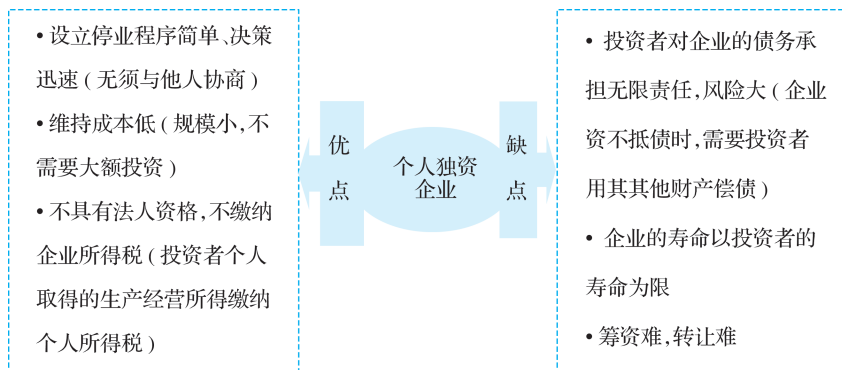 • 设立停业程序简单、决策
迅速(无须与他人协商)
• 维持成本低(规模小,不
需要大额投资)
• 不具有法人资格,不缴纳
企业所得税(投资者个人
取得的生产经营所得缴纳
个人所得税)
优
点
个人独资
企业
缺
点
• 投资者对企业的债务承
担无限责任,风险大(企业
资不抵债时,需要投资者
用其其他财产偿债)
• 企业的寿命以投资者的
寿命为限
• 筹资难,转让难